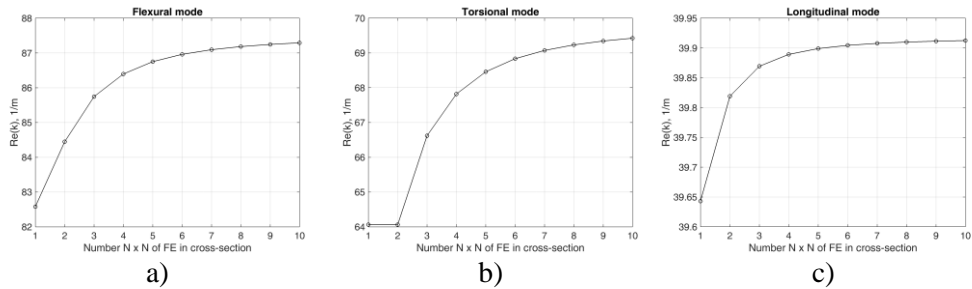 Flexural mode
88
87
86
85
84
83
82
Re(k), 1/m
1 2 3 4 5 6 7 8 9 10
Number N x N of FE in cross-section
a)
Torsional mode
70
69
68
67
66
65
64
Re(k), 1/m
1 2 3 4 5 6 7 8 9 10
Number N x N of FE in cross-section
b)
Longitudinal mode
39.95
39.9
39.85
39.8
39.75
39.7
39.65
39.6
Re(k), 1/m
1 2 3 4 5 6 7 8 9 10
Number N x N of FE in cross-section
c)